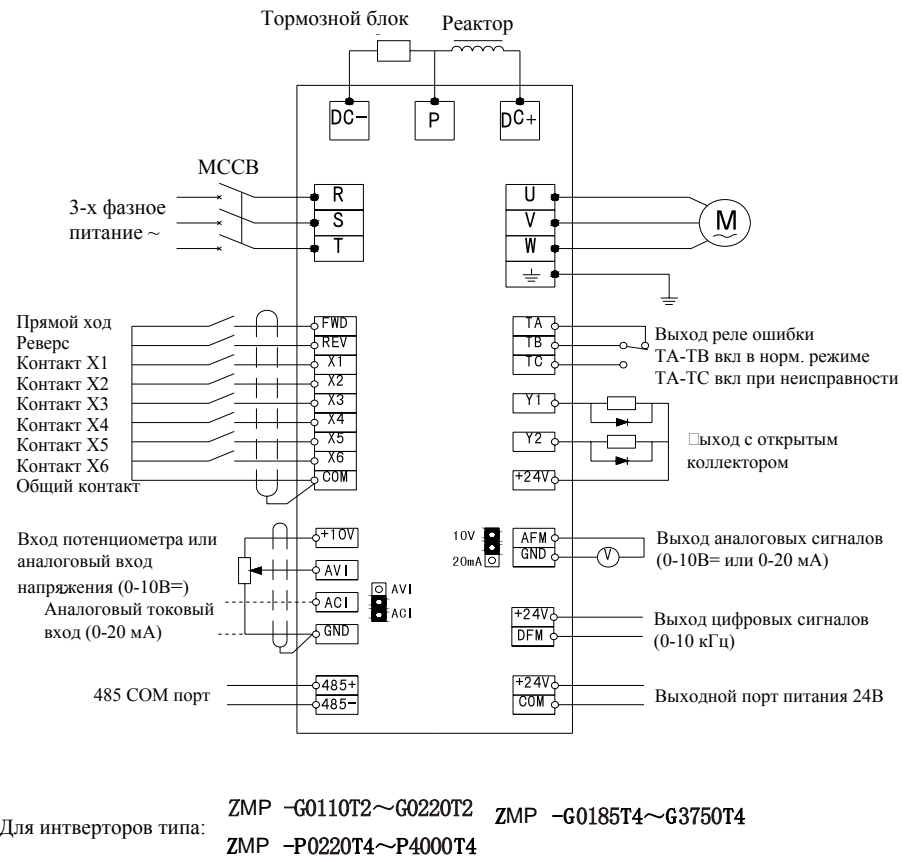 Тормозной блок
Реактор
DC-
P
DC+
MCCB
3-х фазное
питание ~
R
S
T
U
V
W
M
~
Прямой ход
Реверс
Контакт X1
Контакт X2
Контакт X3
Контакт X4
Контакт X5
Контакт X6
Общий контакт
FWD
REV
X1
X2
X3
X4
X5
X6
COM
TA
TB
TC
Выход реле ошибки
TA-TB вкл в норм. режиме
TA-TC вкл при неисправности
Y1
Y2
+24V
□ыход с открытым
коллектором
Вход потенциометра или
аналоговый вход
напряжения (0-10В=)
Аналоговый токовый
вход (0-20 мА)
+10V
AVI
ACI
GND
AVI
ACI
10V
20mA
AFM
GND
V
Выход аналоговых сигналов
(0-10В= или 0-20 мА)
+24V
DFM
Выход цифровых сигналов
(0-10 кГц)
485 COM порт
485+
485-
+24V
COM
Выходной порт питания 24В
Для интверторов типа:
ZMP -G0110T2~G0220T2
ZMP -G0185T4~G3750T4
ZMP -P0220T4~P4000T4